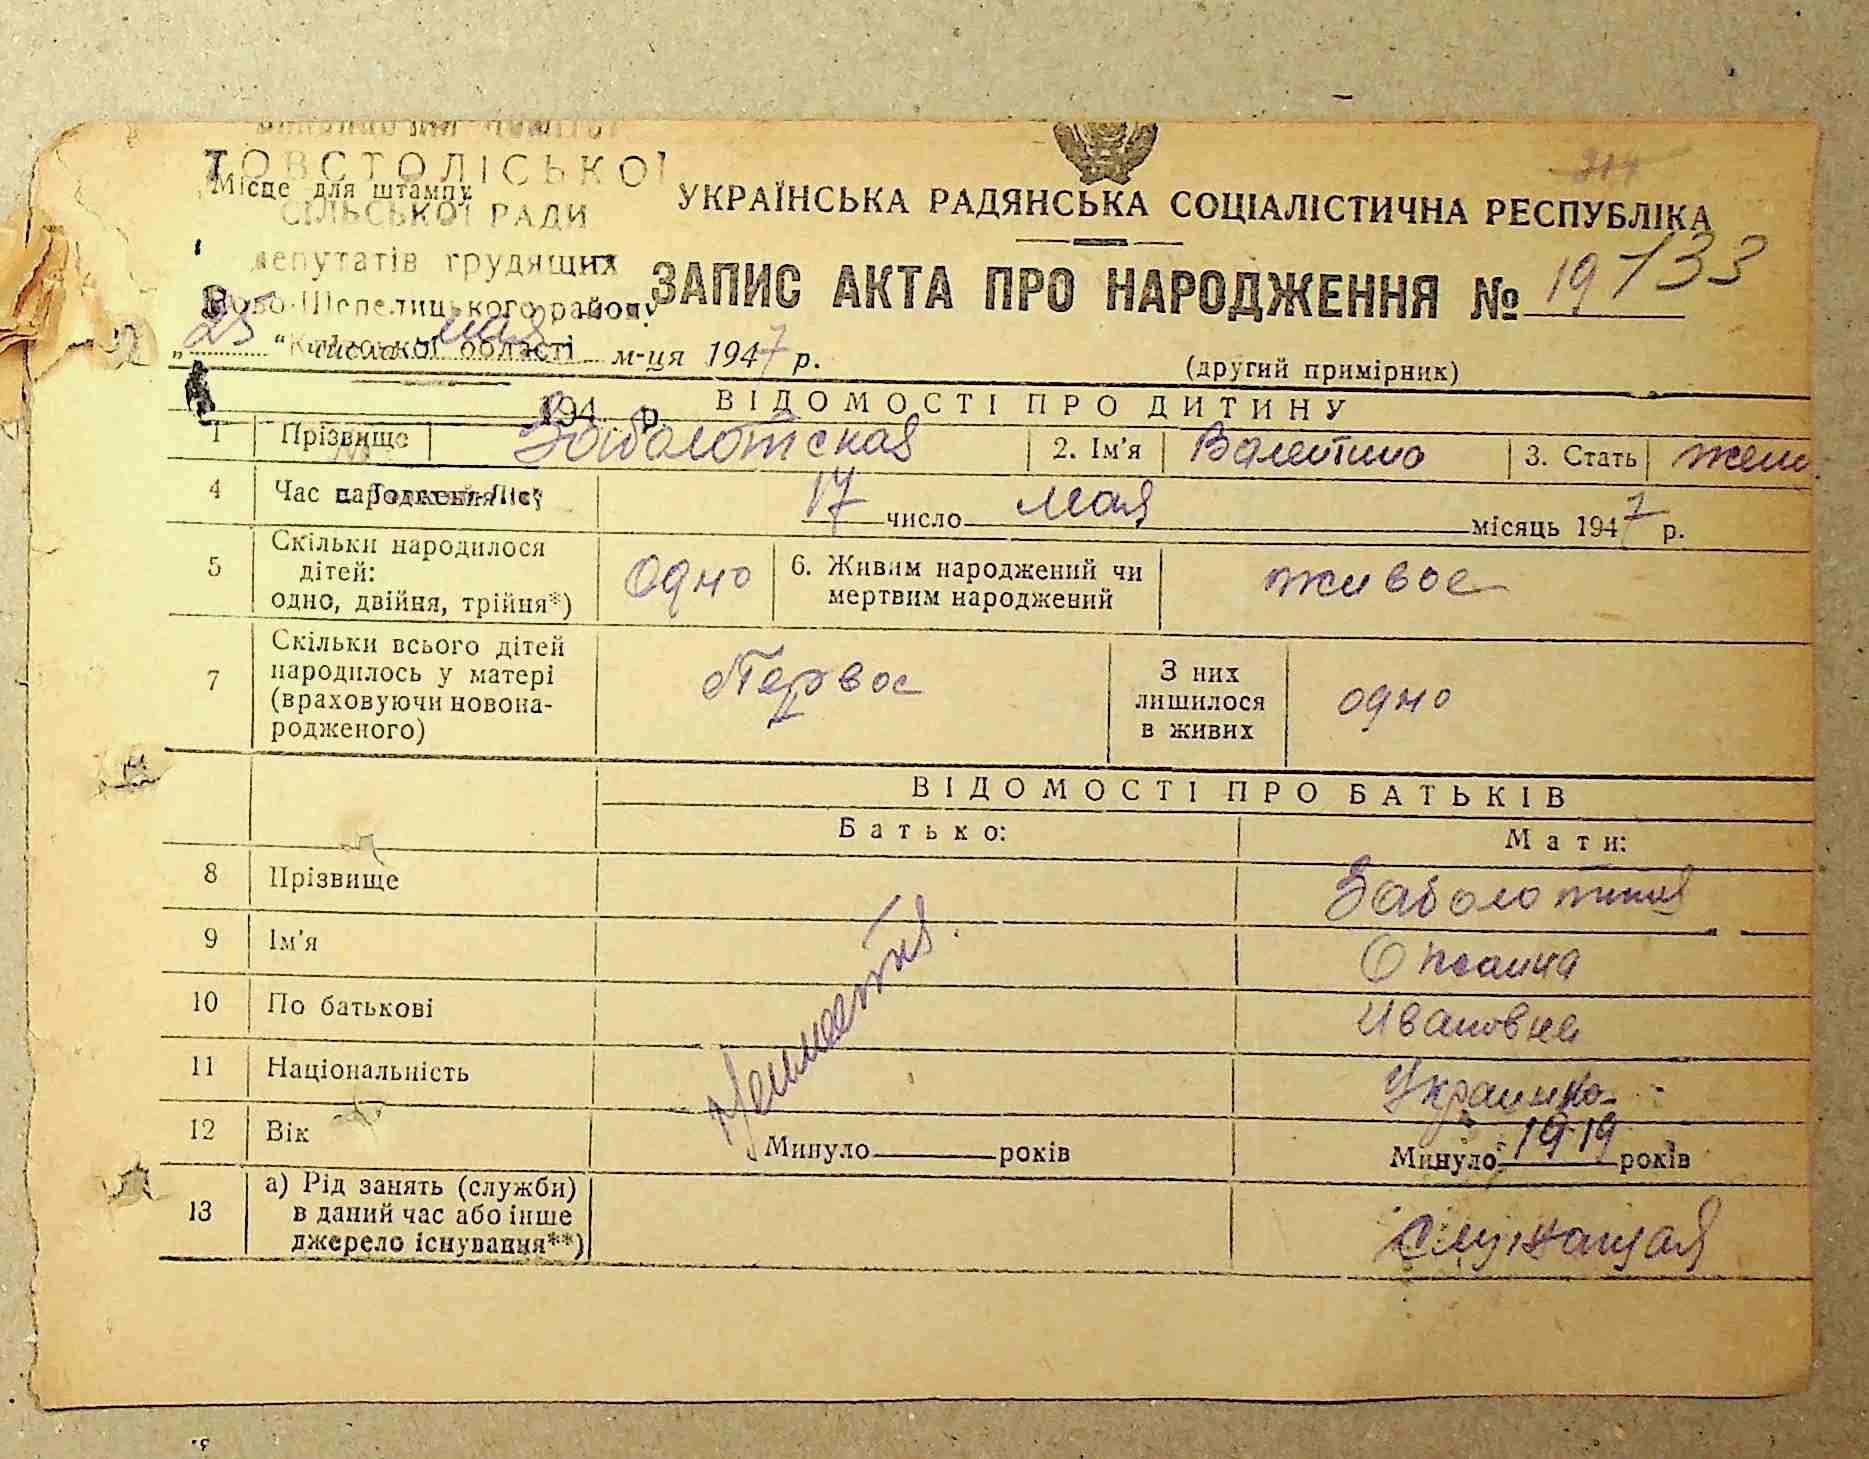 ТОВСТОЛІСЬКОЇ
Місце для штампу
СІЛЬСЬКОЇ РАДИ
депутатів трудящих
Ново-Шепелицького району
Київської області
194 р.
314
УКРАЇНСЬКА РАДЯНСЬКА СОЦІАЛІСТИЧНА РЕСПУБЛІКА
ЗАПИС АКТА ПРО НАРОДЖЕННЯ № 19 133
„25“ числа мая м-ця 1947 р.
(другий примірник)
ВІДОМОСТІ ПРО ДИТИНУ
1 Прізвище Заболотская 2. Ім'я Валентина 3. Стать жен
4 Час народження 17 число мая місяць 1947 р.
5 Скільки народилося дітей: одно, двійня, трійня*) Одно 6. Живим народжений чи мертвим народжений живое
7 Скільки всього дітей народилось у матері (враховуючи новона-родженого) Первое З них лишилося в живих одно
ВІДОМОСТІ ПРО БАТЬКІВ
Батько: Мати:
8 Прізвище
9 Ім'я
10 По батькові Ивановна
11 Національність Украинка
12 Вік Минуло років Минуло 1919 років
13 а) Рід занять (служби) в даний час або інше джерело існування**) Служащая